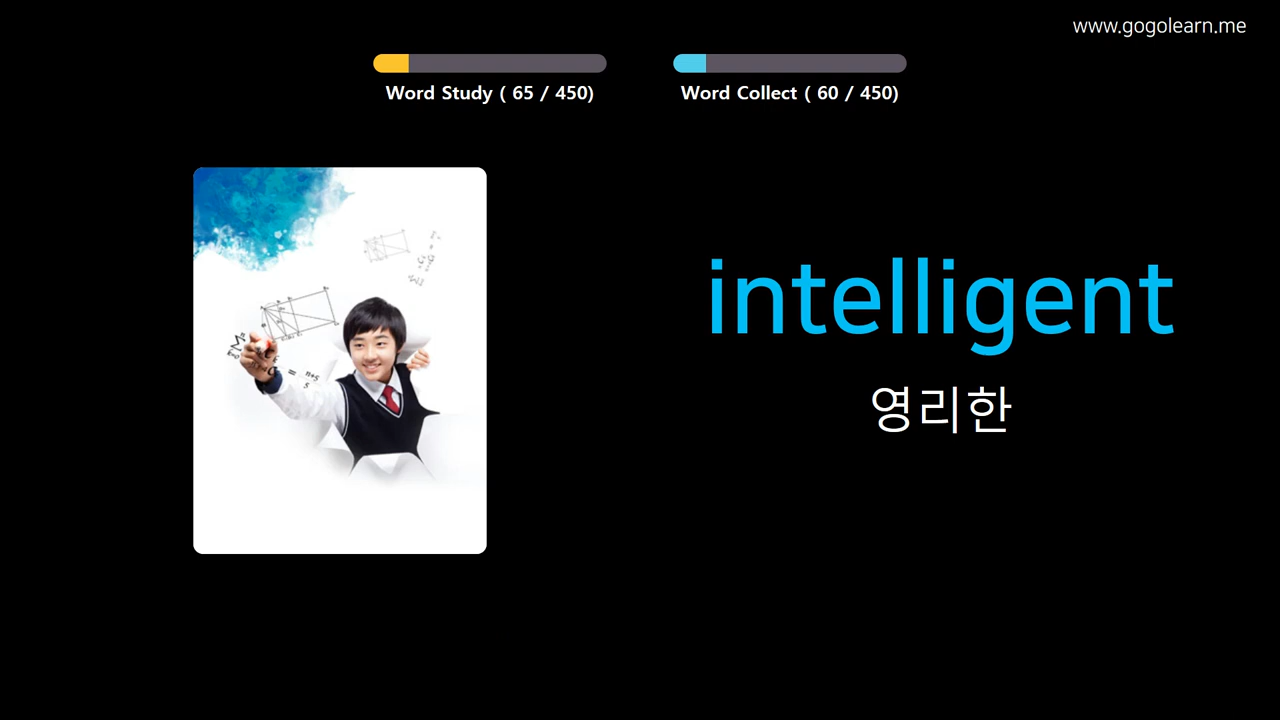 www.gogolearn.me
Word Study ( 65 / 450)
Word Collect ( 60 / 450)
intelligent
영리한